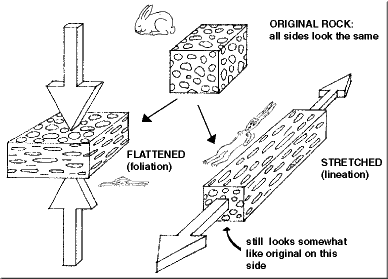 ORIGINAL ROCK:
all sides look the same
FLATTENED
(foliation)
STRETCHED
(lineation)
still looks somewhat
like original on this
side